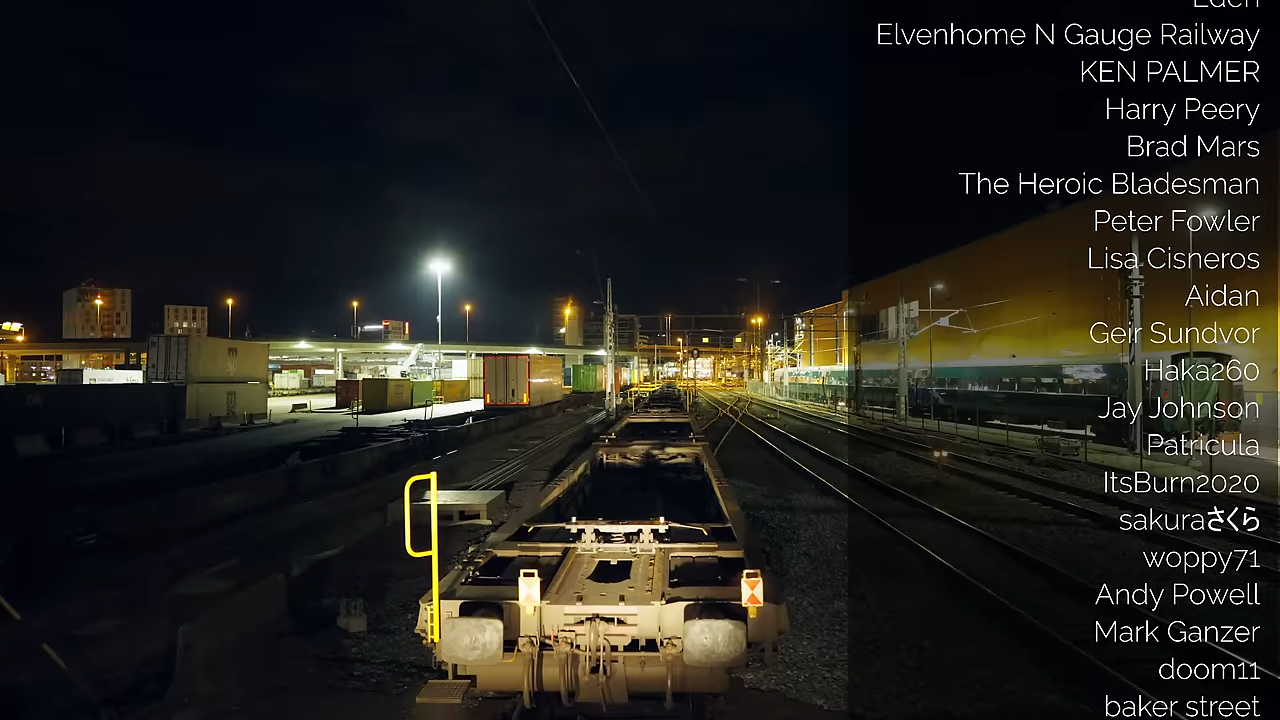 Eden
Elvenhome N Gauge Railway
KEN PALMER
Harry Peery
Brad Mars
The Heroic Bladesman
Peter Fowler
Lisa Cisneros
Aidan
Geir Sundvor
Haka260
Jay Johnson
Patricula
ItsBurn2020
sakuraさくら
woppy71
Andy Powell
Mark Ganzer
doom11
baker street